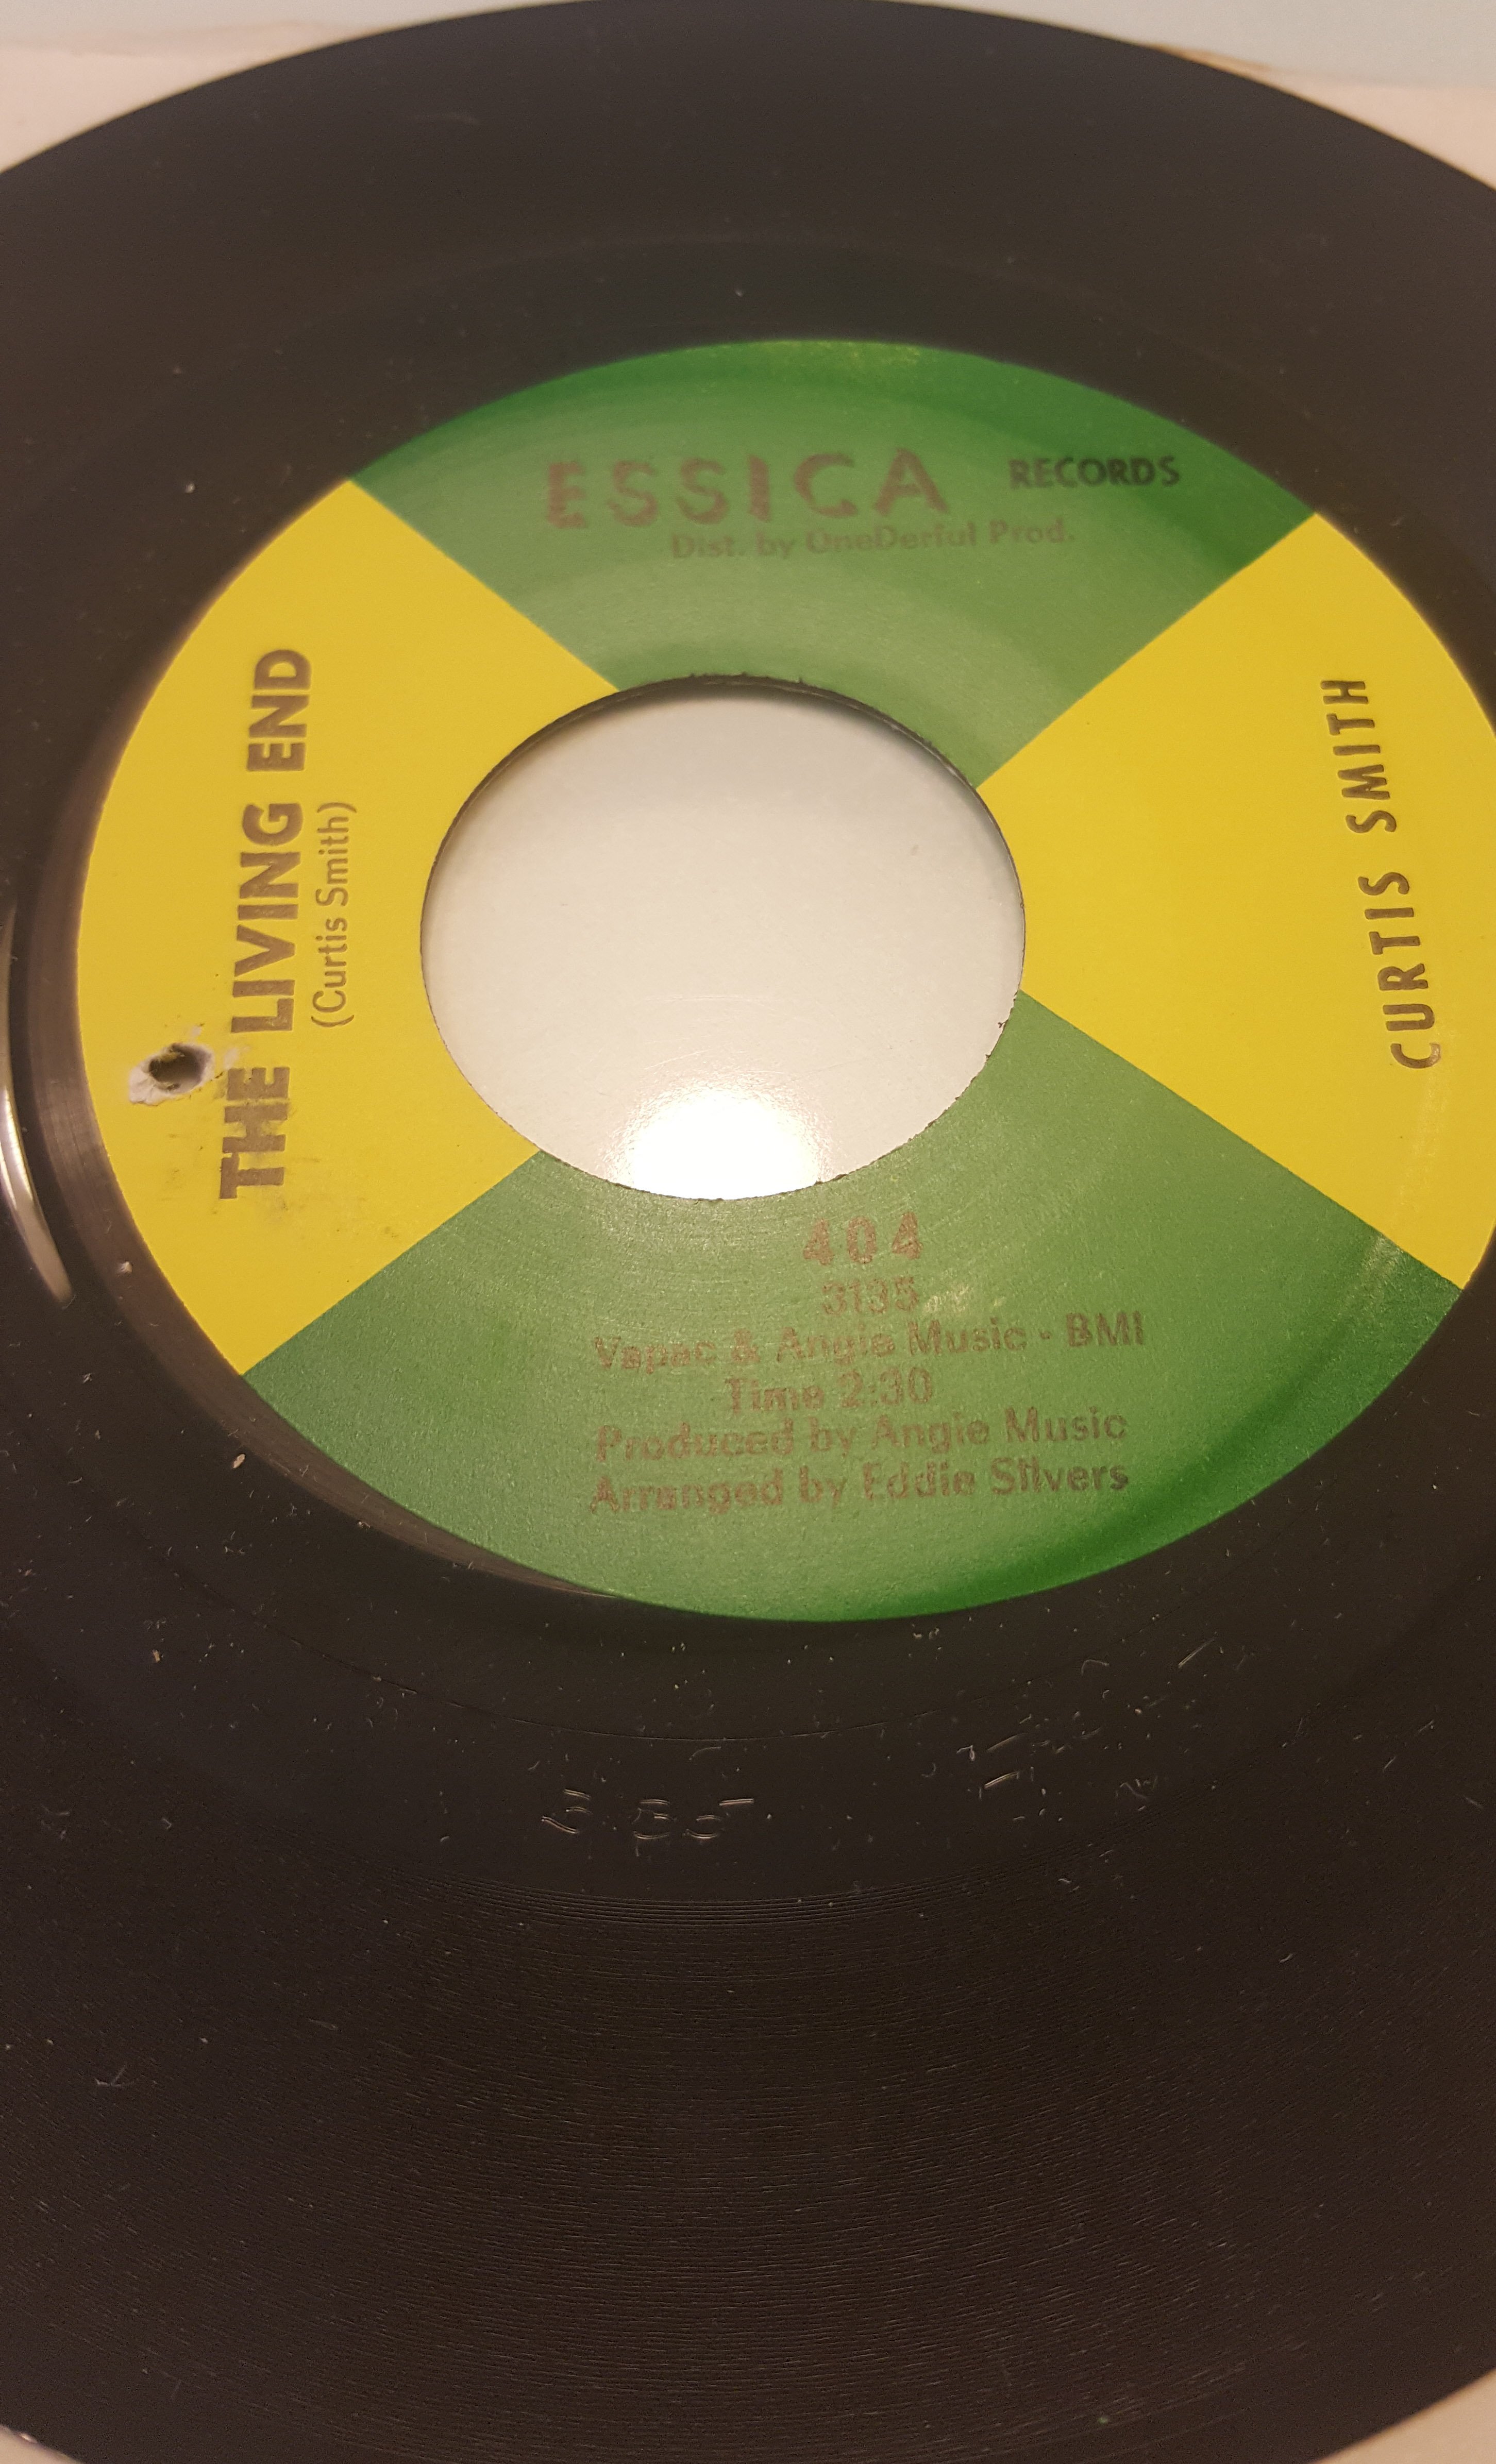 ESSICA RECORDS
Dist. by OneDerful Prod.
THE LIVING END
(Curtis Smith)
CURTIS SMITH
404
3135
Vapac & Angie Music - BMI
Time 2:30
Produced by Angie Music
Arranged by Eddie Silvers